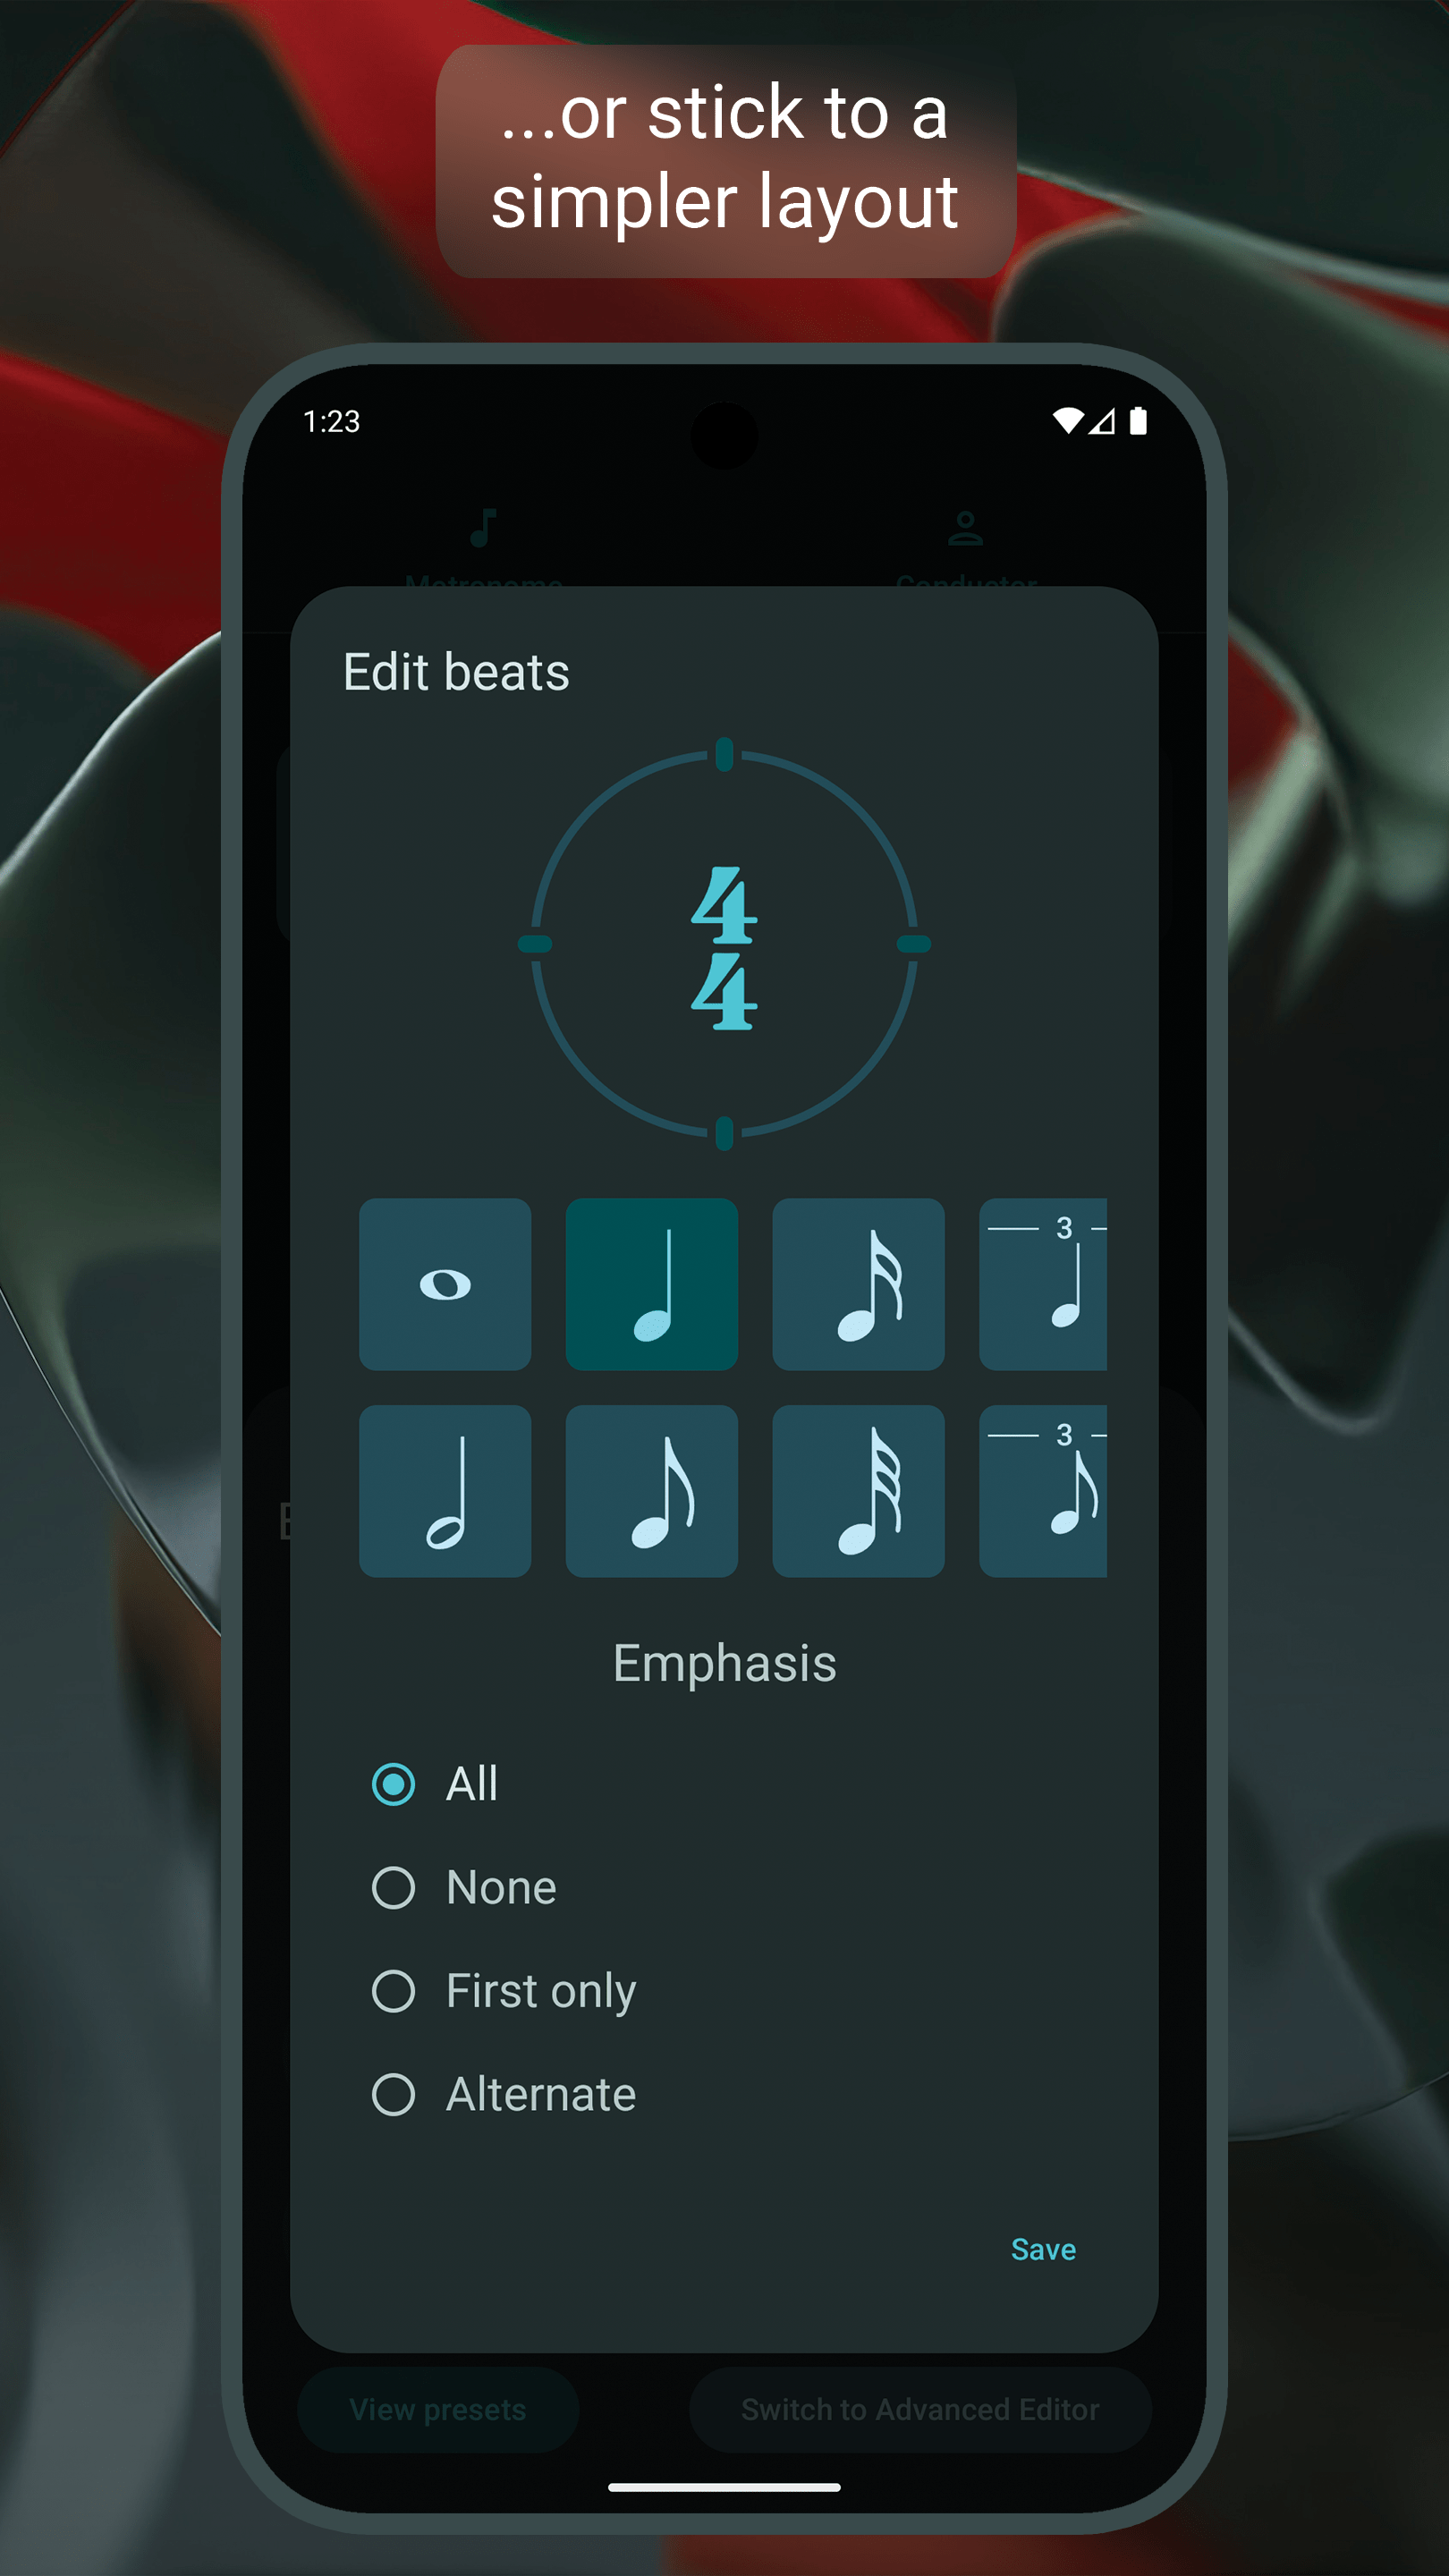 ...or stick to a
simpler layout
1:23
Metronome
Conductor
Edit beats
4
4
3
3
Emphasis
All
None
First only
Alternate
Save
View presets
Switch to Advanced Editor